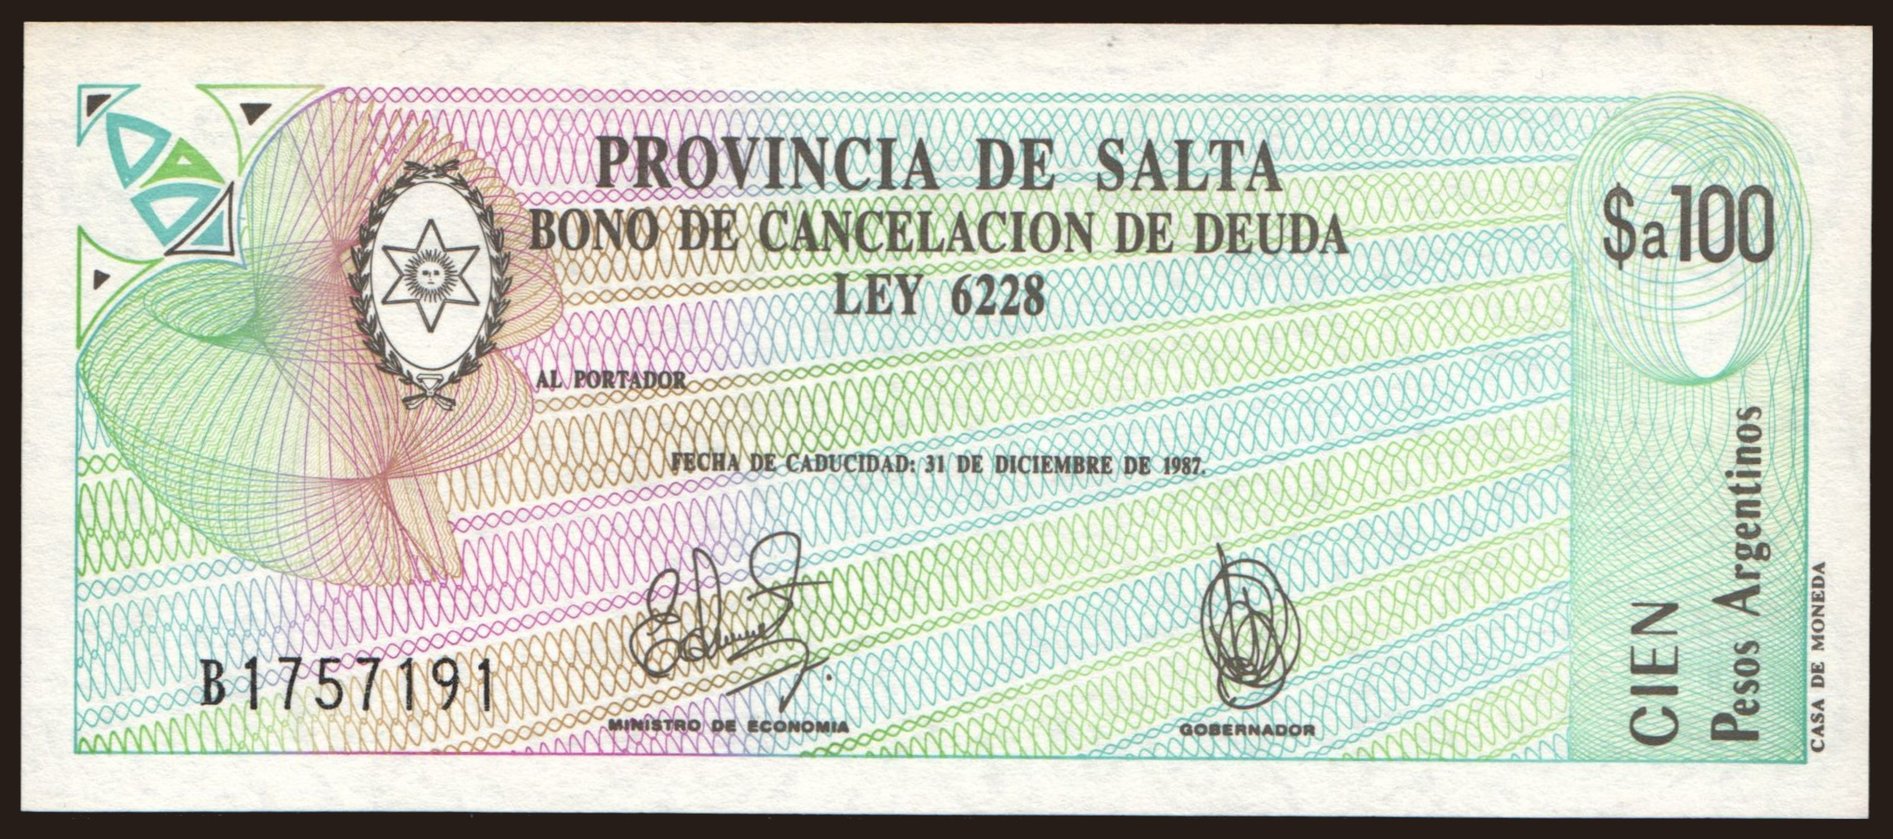 PROVINCIA DE SALTA
BONO DE CANCELACION DE DEUDA
LEY 6228
$a100
AL PORTADOR
FECHA DE CADUCIDAD: 31 DE DICIEMBRE DE 1987.
B1757191
MINISTRO DE ECONOMIA
GOBERNADOR
CIEN
Pesos Argentinos
CASA DE MONEDA